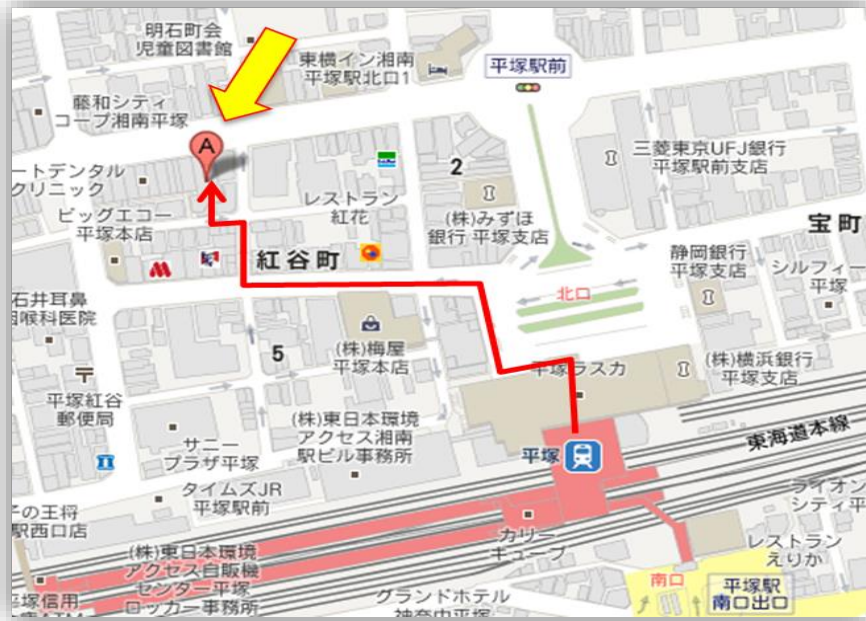 明石町会
児童図書館
東横イン湘南
平塚駅北口1
平塚駅前
藤和シティ
コープ湘南平塚
A
三菱東京UFJ銀行
平塚駅前支店
ートデンタル
クリニック
2
レストラン
紅花
(株)みずほ
銀行 平塚支店
ビッグエコー
平塚本店
宝町
紅谷町
静岡銀行
平塚支店
シルフィー
平塚
北口
石井耳鼻
咽喉科医院
5
(株)梅屋
平塚本店
平塚ラスカ
(株)横浜銀行
平塚支店
平塚紅谷
郵便局
(株)東日本環境
アクセス湘南
駅ビル事務所
サニー
プラザ平塚
平塚
東海道本線
タイムズJR
平塚駅前
子の王将
駅西口店
カリー
キューブ
ライオン
シティ平
レストラン
えりか
(株)東日本環境
アクセス自販機
センター平塚
ロッカー事務所
南口
平塚駅
南口出口
平塚信用
グランドホテル
神奈中平塚